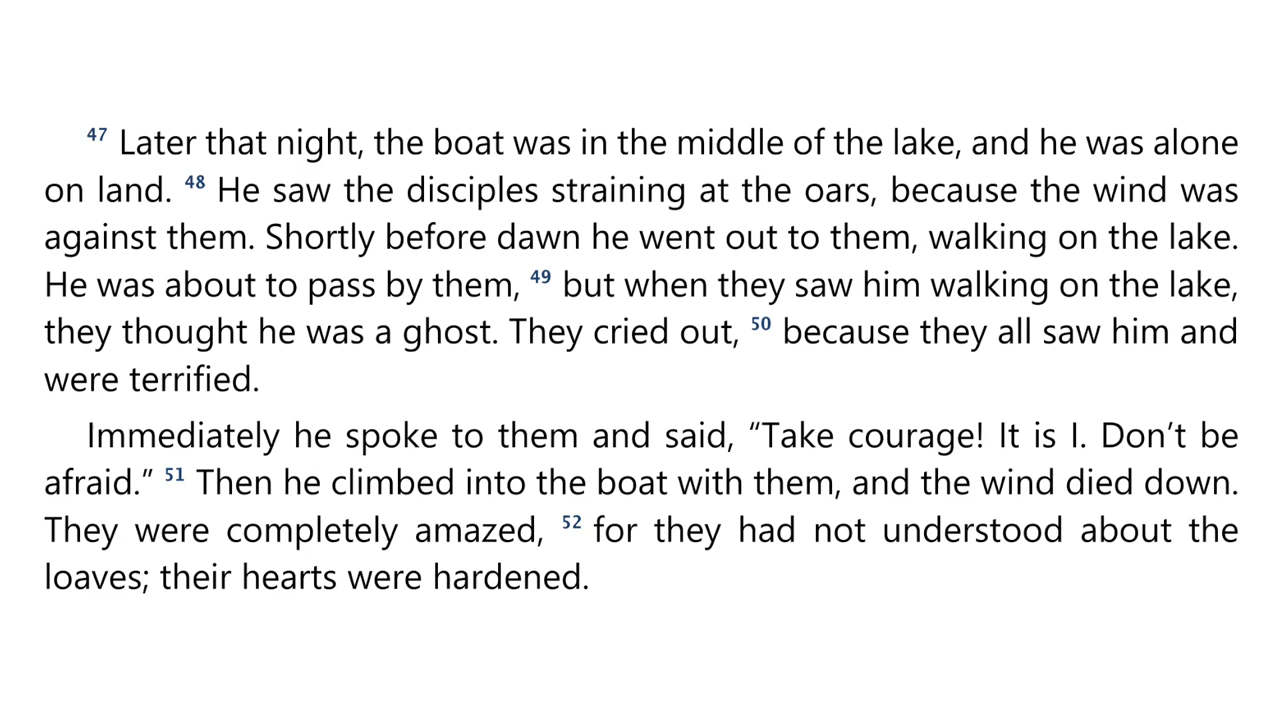 47 Later that night, the boat was in the middle of the lake, and he was alone
on land. 48 He saw the disciples straining at the oars, because the wind was
against them. Shortly before dawn he went out to them, walking on the lake.
He was about to pass by them, 49 but when they saw him walking on the lake,
they thought he was a ghost. They cried out, 50 because they all saw him and
were terrified.
Immediately he spoke to them and said, “Take courage! It is I. Don’t be
afraid.” 51 Then he climbed into the boat with them, and the wind died down.
They were completely amazed, 52 for they had not understood about the
loaves; their hearts were hardened.